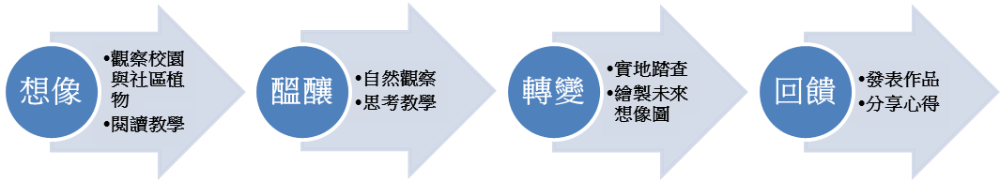 想像
•觀察校園
與社區植
物
•閱讀教學
醞釀
•自然觀察
•思考教學
轉變
•實地踏查
•繪製未來
想像圖
回饋
•發表作品
•分享心得